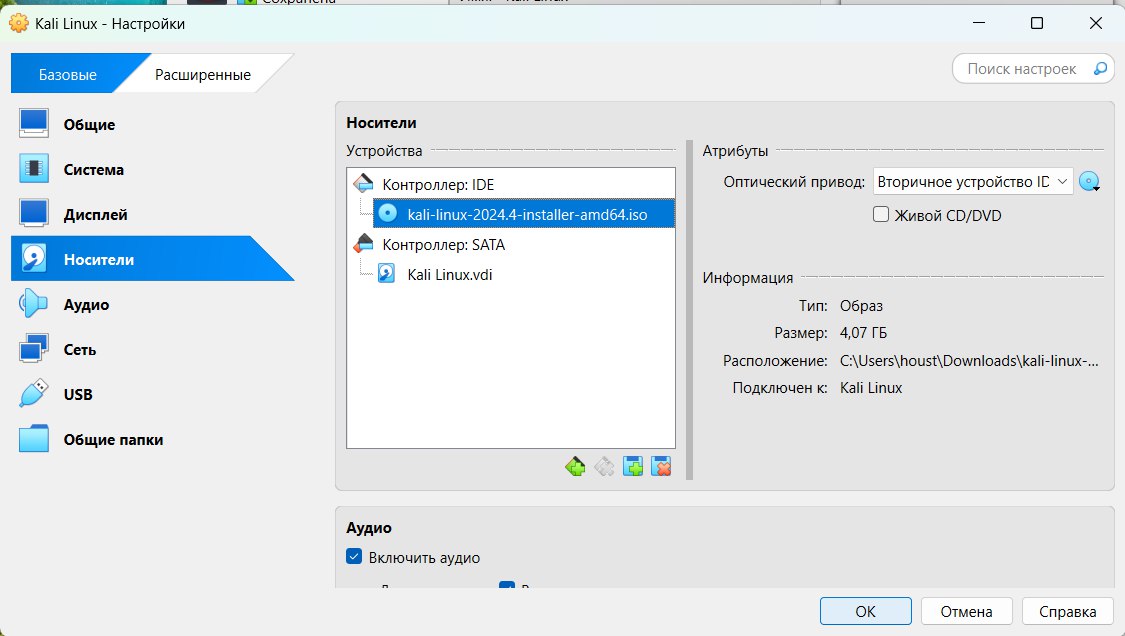 Kali Linux - Настройки
Базовые
Расширенные
Поиск настроек
Общие
Система
Дисплей
Носители
Аудио
Сеть
USB
Общие папки
Носители
Устройства
Контроллер: IDE
kali-linux-2024.4-installer-amd64.iso
Контроллер: SATA
Kali Linux.vdi
Атрибуты
Оптический привод: Вторичное устройство ID
Живой CD/DVD
Информация
Тип: Образ
Размер: 4,07 ГБ
Расположение: C:\Users\houst\Downloads\kali-linux-...
Подключен к: Kali Linux
Аудио
Включить аудио
OK
Отмена
Справка